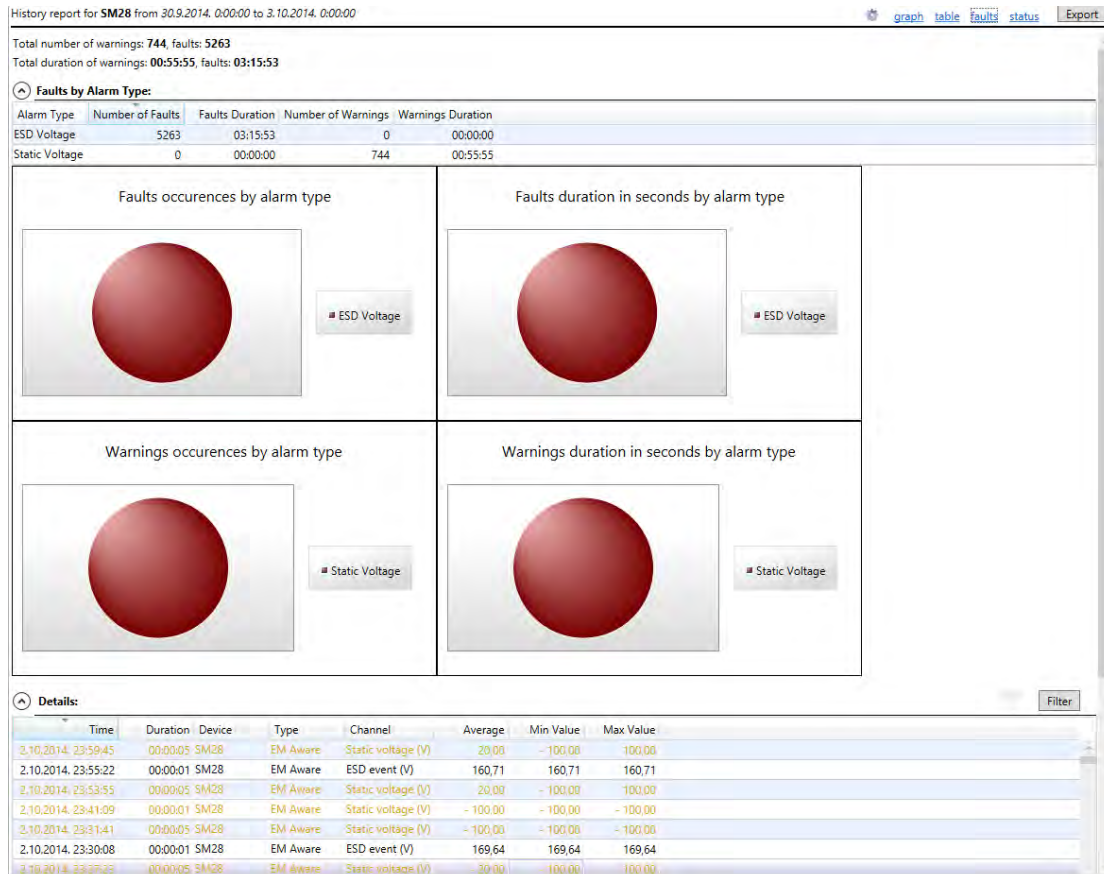 History report for SM28 from 30.9.2014. 0:00:00 to 3.10.2014. 0:00:00 graph table faults status Export
Total number of warnings: 744, faults: 5263
Total duration of warnings: 00:55:55, faults: 03:15:53
Faults by Alarm Type:
Alarm Type Number of Faults Faults Duration Number of Warnings Warnings Duration
ESD Voltage 5263 03:15:53 0 00:00:00
Static Voltage 0 00:00:00 744 00:55:55
Faults occurences by alarm type
ESD Voltage
Faults duration in seconds by alarm type
ESD Voltage
Warnings occurences by alarm type
Static Voltage
Warnings duration in seconds by alarm type
Static Voltage
Details: Filter
Time Duration Device Type Channel Average Min Value Max Value
2.10.2014. 23:59:45 00:00:05 SM28 EM Aware Static voltage (V) 20,00 - 100,00 100,00
2.10.2014. 23:55:22 00:00:01 SM28 EM Aware ESD event (V) 160,71 160,71 160,71
2.10.2014. 23:53:55 00:00:05 SM28 EM Aware Static voltage (V) 20,00 - 100,00 100,00
2.10.2014. 23:41:09 00:00:01 SM28 EM Aware Static voltage (V) - 100,00 - 100,00 - 100,00
2.10.2014. 23:31:41 00:00:05 SM28 EM Aware Static voltage (V) - 100,00 - 100,00 - 100,00
2.10.2014. 23:30:08 00:00:01 SM28 EM Aware ESD event (V) 169,64 169,64 169,64
00:00:05 SM28 EM Aware Static voltage (V)